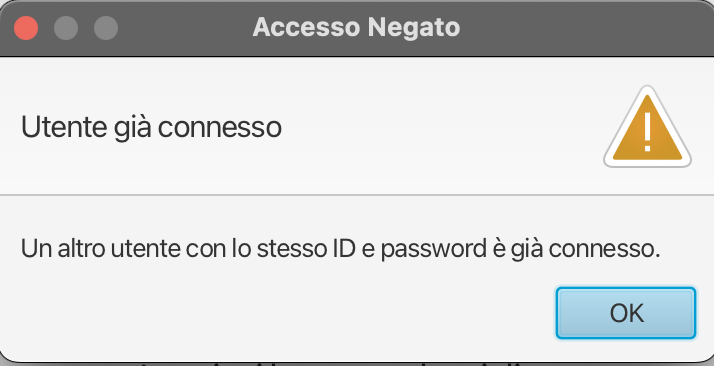 Accesso Negato
Utente già connesso
Un altro utente con lo stesso ID e password è già connesso.
OK